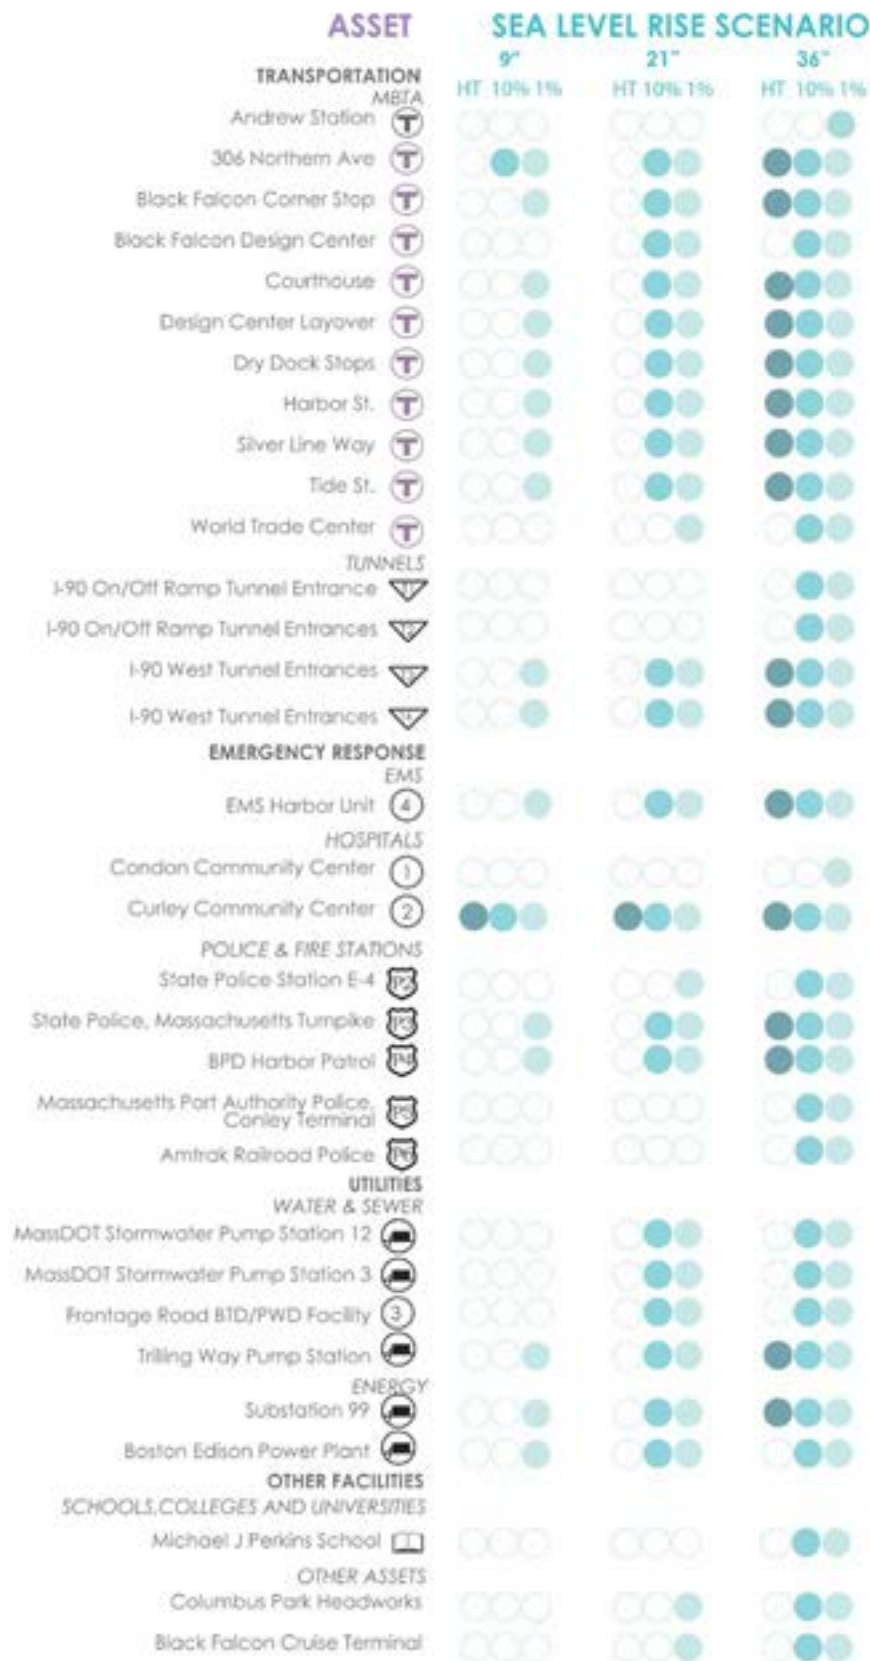 ASSET SEA LEVEL RISE SCENARIO
9" 21" 36"
TRANSPORTATION
HT 10% 1% HT 10% 1% HT 10% 1%
MBTA
Andrew Station T
306 Northern Ave T
Black Falcon Corner Stop T
Black Falcon Design Center T
Courthouse T
Design Center Layover T
Dry Dock Stops T
Harbor St. T
Silver Line Way T
Tide St. T
World Trade Center T
TUNNELS
I-90 On/Off Ramp Tunnel Entrance
I-90 On/Off Ramp Tunnel Entrances
I-90 West Tunnel Entrances
I-90 West Tunnel Entrances
EMERGENCY RESPONSE
EMS
EMS Harbor Unit 4
HOSPITALS
Condon Community Center 1
Curley Community Center 2
POLICE & FIRE STATIONS
State Police Station E-4 P2
State Police, Massachusetts Turnpike P3
BPD Harbor Patrol P4
Massachusetts Port Authority Police,
Conley Terminal P5
Amtrak Railroad Police P6
UTILITIES
WATER & SEWER
MassDOT Stormwater Pump Station 12
MassDOT Stormwater Pump Station 3
Frontage Road BTD/PWD Facility 3
Trilling Way Pump Station
ENERGY
Substation 99
Boston Edison Power Plant
OTHER FACILITIES
SCHOOLS,COLLEGES AND UNIVERSITIES
Michael J Perkins School
OTHER ASSETS
Columbus Park Headworks
Black Falcon Cruise Terminal